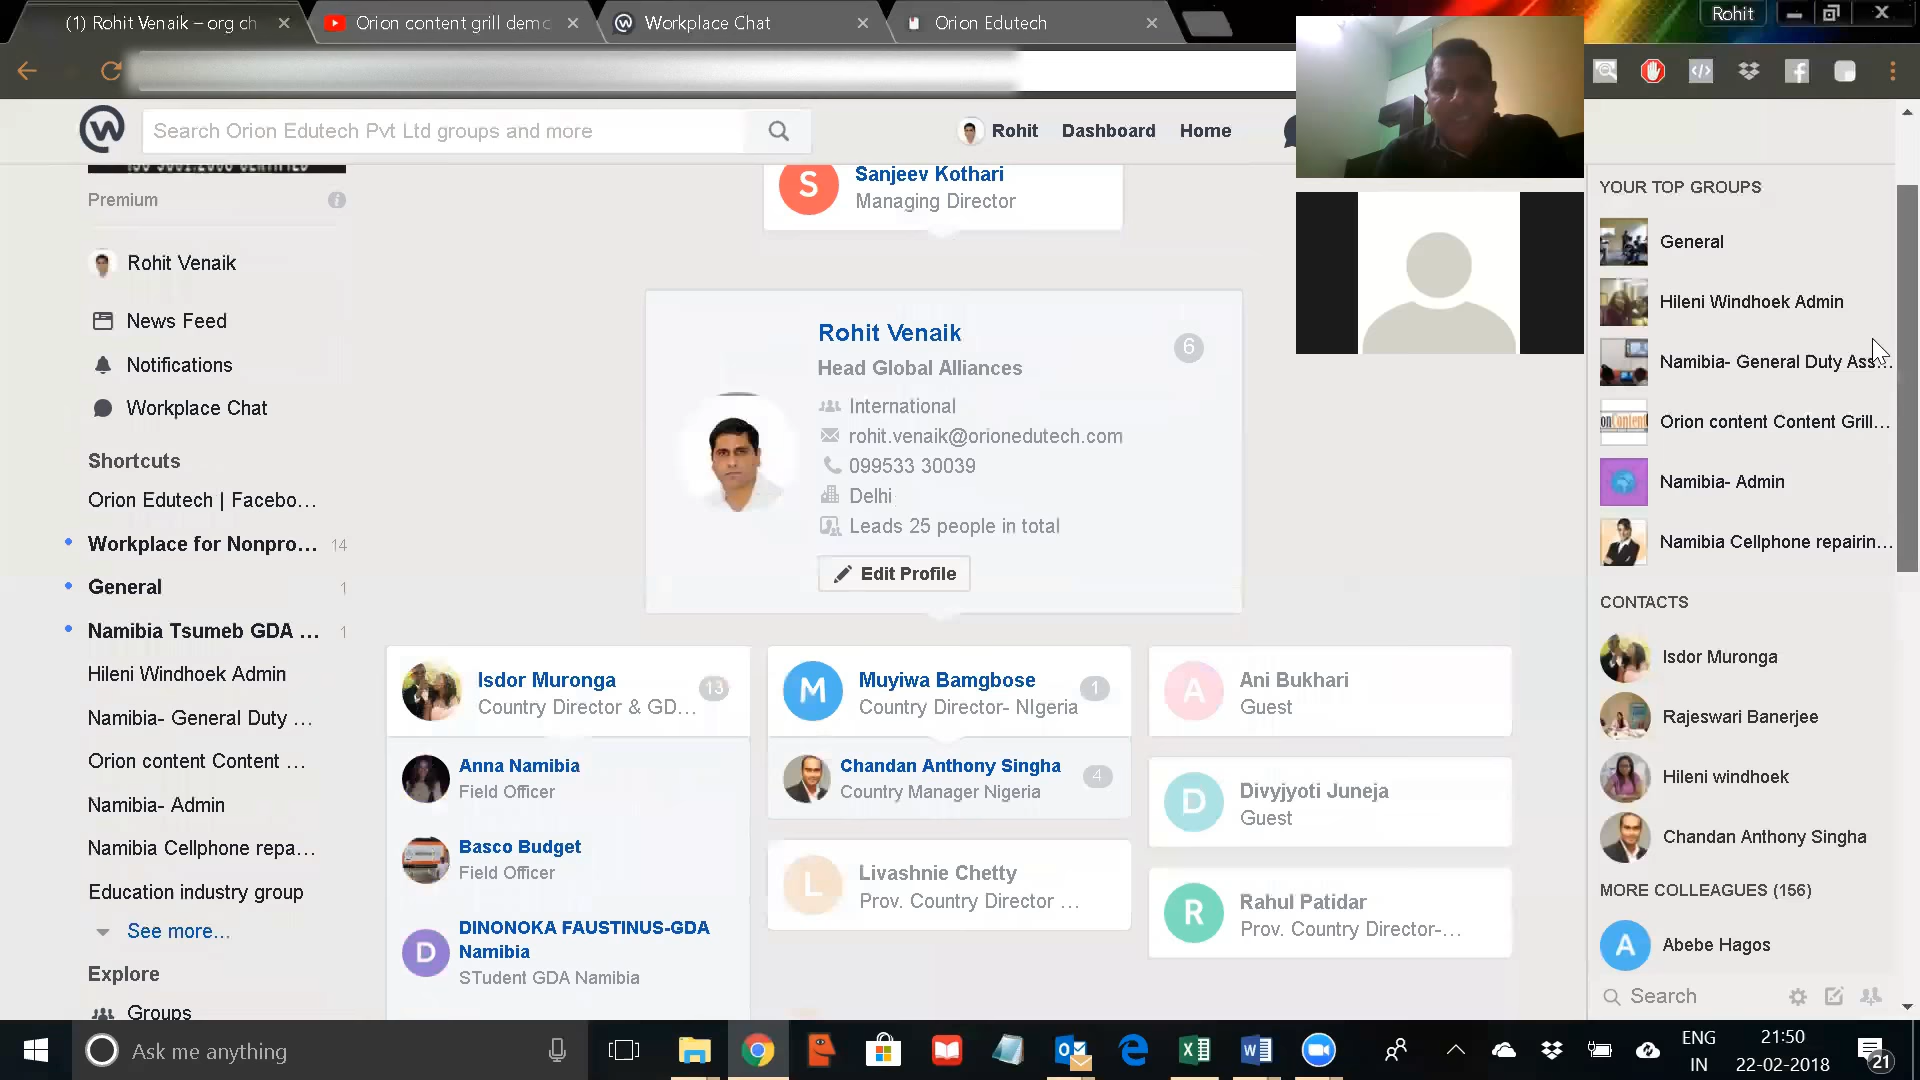 (1) Rohit Venaik – org ch
Orion content grill demo
Workplace Chat
Orion Edutech
Rohit
Search Orion Edutech Pvt Ltd groups and more
Rohit
Dashboard
Home
ISO 9001:2008 CERTIFIED
Premium
Rohit Venaik
News Feed
Notifications
Workplace Chat
Shortcuts
Orion Edutech | Facebo...
Workplace for Nonpro... 14
General 1
Namibia Tsumeb GDA ... 1
Hileni Windhoek Admin
Namibia- General Duty ...
Orion content Content ...
Namibia- Admin
Namibia Cellphone repa...
Education industry group
See more...
Explore
Groups
S
Sanjeev Kothari
Managing Director
Rohit Venaik
6
Head Global Alliances
International
rohit.venaik@orionedutech.com
099533 30039
Delhi
Leads 25 people in total
Edit Profile
Isdor Muronga
Country Director & GD...
13
Anna Namibia
Field Officer
Basco Budget
Field Officer
D
DINONOKA FAUSTINUS-GDA
Namibia
STudent GDA Namibia
M
Muyiwa Bamgbose
Country Director- NIgeria
1
Chandan Anthony Singha
Country Manager Nigeria
4
L
Livashnie Chetty
Prov. Country Director ...
A
Ani Bukhari
Guest
D
Divyjyoti Juneja
Guest
R
Rahul Patidar
Prov. Country Director-...
YOUR TOP GROUPS
General
Hileni Windhoek Admin
Namibia- General Duty Ass...
Orion content Content Grill...
Namibia- Admin
Namibia Cellphone repairin...
CONTACTS
Isdor Muronga
Rajeswari Banerjee
Hileni windhoek
Chandan Anthony Singha
MORE COLLEAGUES (156)
A
Abebe Hagos
Search
Ask me anything
ENG
IN
21:50
22-02-2018
21